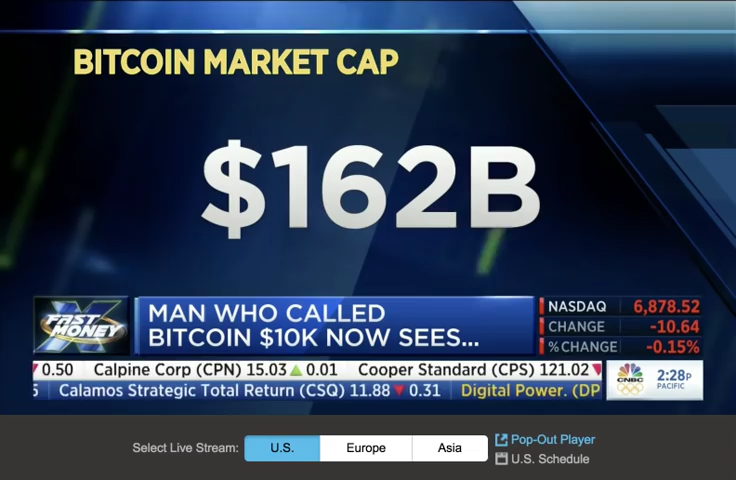 BITCOIN MARKET CAP
$162B
FAST MONEY
MAN WHO CALLED
BITCOIN $10K NOW SEES...
NASDAQ 6,878.52
CHANGE -10.64
% CHANGE -0.15%
0.50 Calpine Corp (CPN) 15.03 ▲ 0.01 Cooper Standard (CPS) 121.02 ▼
Calamos Strategic Total Return (CSQ) 11.88 ▼ 0.31 Digital Power. (DP
CNBC
2:28P
PACIFIC
Select Live Stream: U.S. Europe Asia
Pop-Out Player
U.S. Schedule